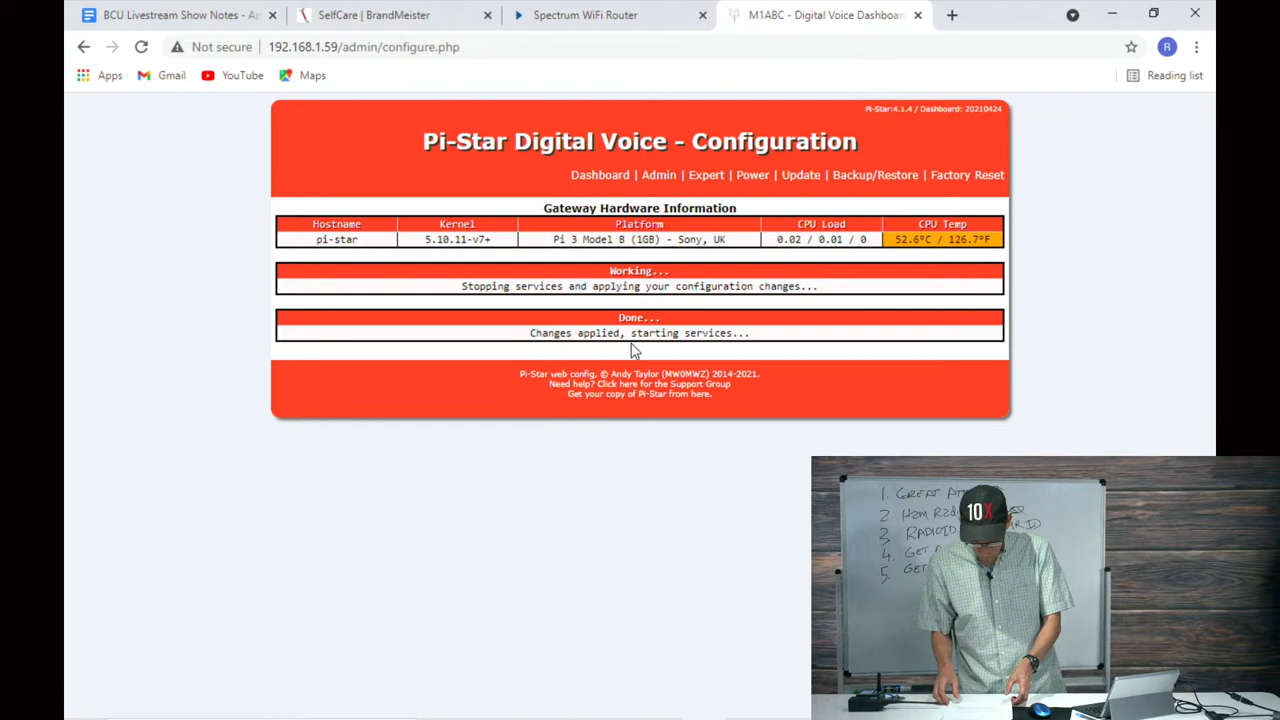 BCU Livestream Show Notes - Ap
SelfCare | BrandMeister
Spectrum WiFi Router
M1ABC - Digital Voice Dashboar
Not secure
192.168.1.59/admin/configure.php
R
Apps
Gmail
YouTube
Maps
Reading list
Pi-Star:4.1.4 / Dashboard: 20210424
Pi-Star Digital Voice - Configuration
Dashboard | Admin | Expert | Power | Update | Backup/Restore | Factory Reset
Gateway Hardware Information
Hostname Kernel Platform CPU Load CPU Temp
pi-star 5.10.11-v7+ Pi 3 Model B (1GB) - Sony, UK 0.02 / 0.01 / 0 52.6°C / 126.7°F
Working...
Stopping services and applying your configuration changes...
Done...
Changes applied, starting services...
Pi-Star web config, © Andy Taylor (MW0MWZ) 2014-2021.
Need help? Click here for the Support Group
Get your copy of Pi-Star from here.
1. GREAT
2.
3. RADIOID
4. GET
5. GET
10X